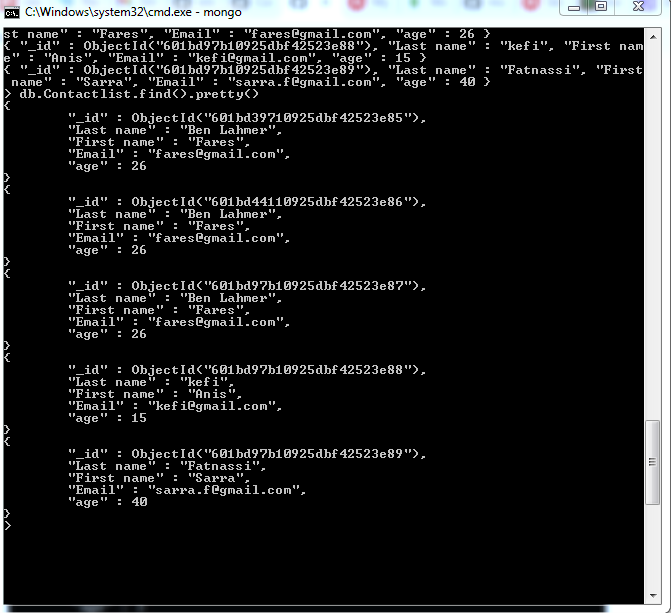 C:\Windows\system32\cmd.exe - mongo
st name" : "Fares", "Email" : "fares@gmail.com", "age" : 26 }
{ "_id" : ObjectId("601bd97b10925dbf42523e88"), "Last name" : "kefi", "First nam
e" : "Anis", "Email" : "kefi@gmail.com", "age" : 15 }
{ "_id" : ObjectId("601bd97b10925dbf42523e89"), "Last name" : "Fatnassi", "First
 name" : "Sarra", "Email" : "sarra.f@gmail.com", "age" : 40 }
> db.Contactlist.find().pretty()
{
        "_id" : ObjectId("601bd39710925dbf42523e85"),
        "Last name" : "Ben Lahmer",
        "First name" : "Fares",
        "Email" : "fares@gmail.com",
        "age" : 26
}
{
        "_id" : ObjectId("601bd44110925dbf42523e86"),
        "Last name" : "Ben Lahmer",
        "First name" : "Fares",
        "Email" : "fares@gmail.com",
        "age" : 26
}
{
        "_id" : ObjectId("601bd97b10925dbf42523e87"),
        "Last name" : "Ben Lahmer",
        "First name" : "Fares",
        "Email" : "fares@gmail.com",
        "age" : 26
}
{
        "_id" : ObjectId("601bd97b10925dbf42523e88"),
        "Last name" : "kefi",
        "First name" : "Anis",
        "Email" : "kefi@gmail.com",
        "age" : 15
}
{
        "_id" : ObjectId("601bd97b10925dbf42523e89"),
        "Last name" : "Fatnassi",
        "First name" : "Sarra",
        "Email" : "sarra.f@gmail.com",
        "age" : 40
}
>